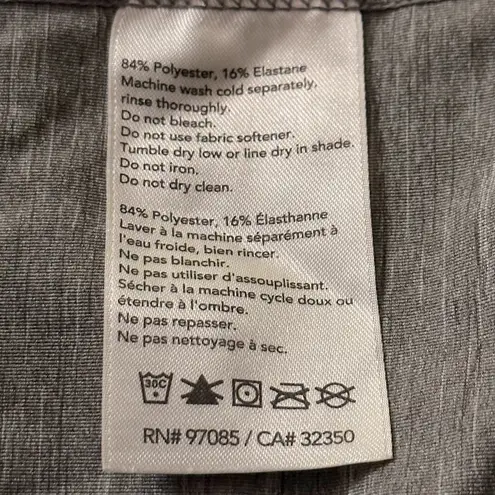 84% Polyester, 16% Elastane
Machine wash cold separately,
rinse thoroughly.
Do not bleach.
Do not use fabric softener.
Tumble dry low or line dry in shade.
Do not iron.
Do not dry clean.
84% Polyester, 16% Élasthanne
Laver à la machine séparément à
l'eau froide, bien rincer.
Ne pas blanchir.
Ne pas utiliser d'assouplissant.
Sécher à la machine cycle doux ou
étendre à l'ombre.
Ne pas repasser.
Ne pas nettoyage à sec.
30C
RN# 97085 / CA# 32350